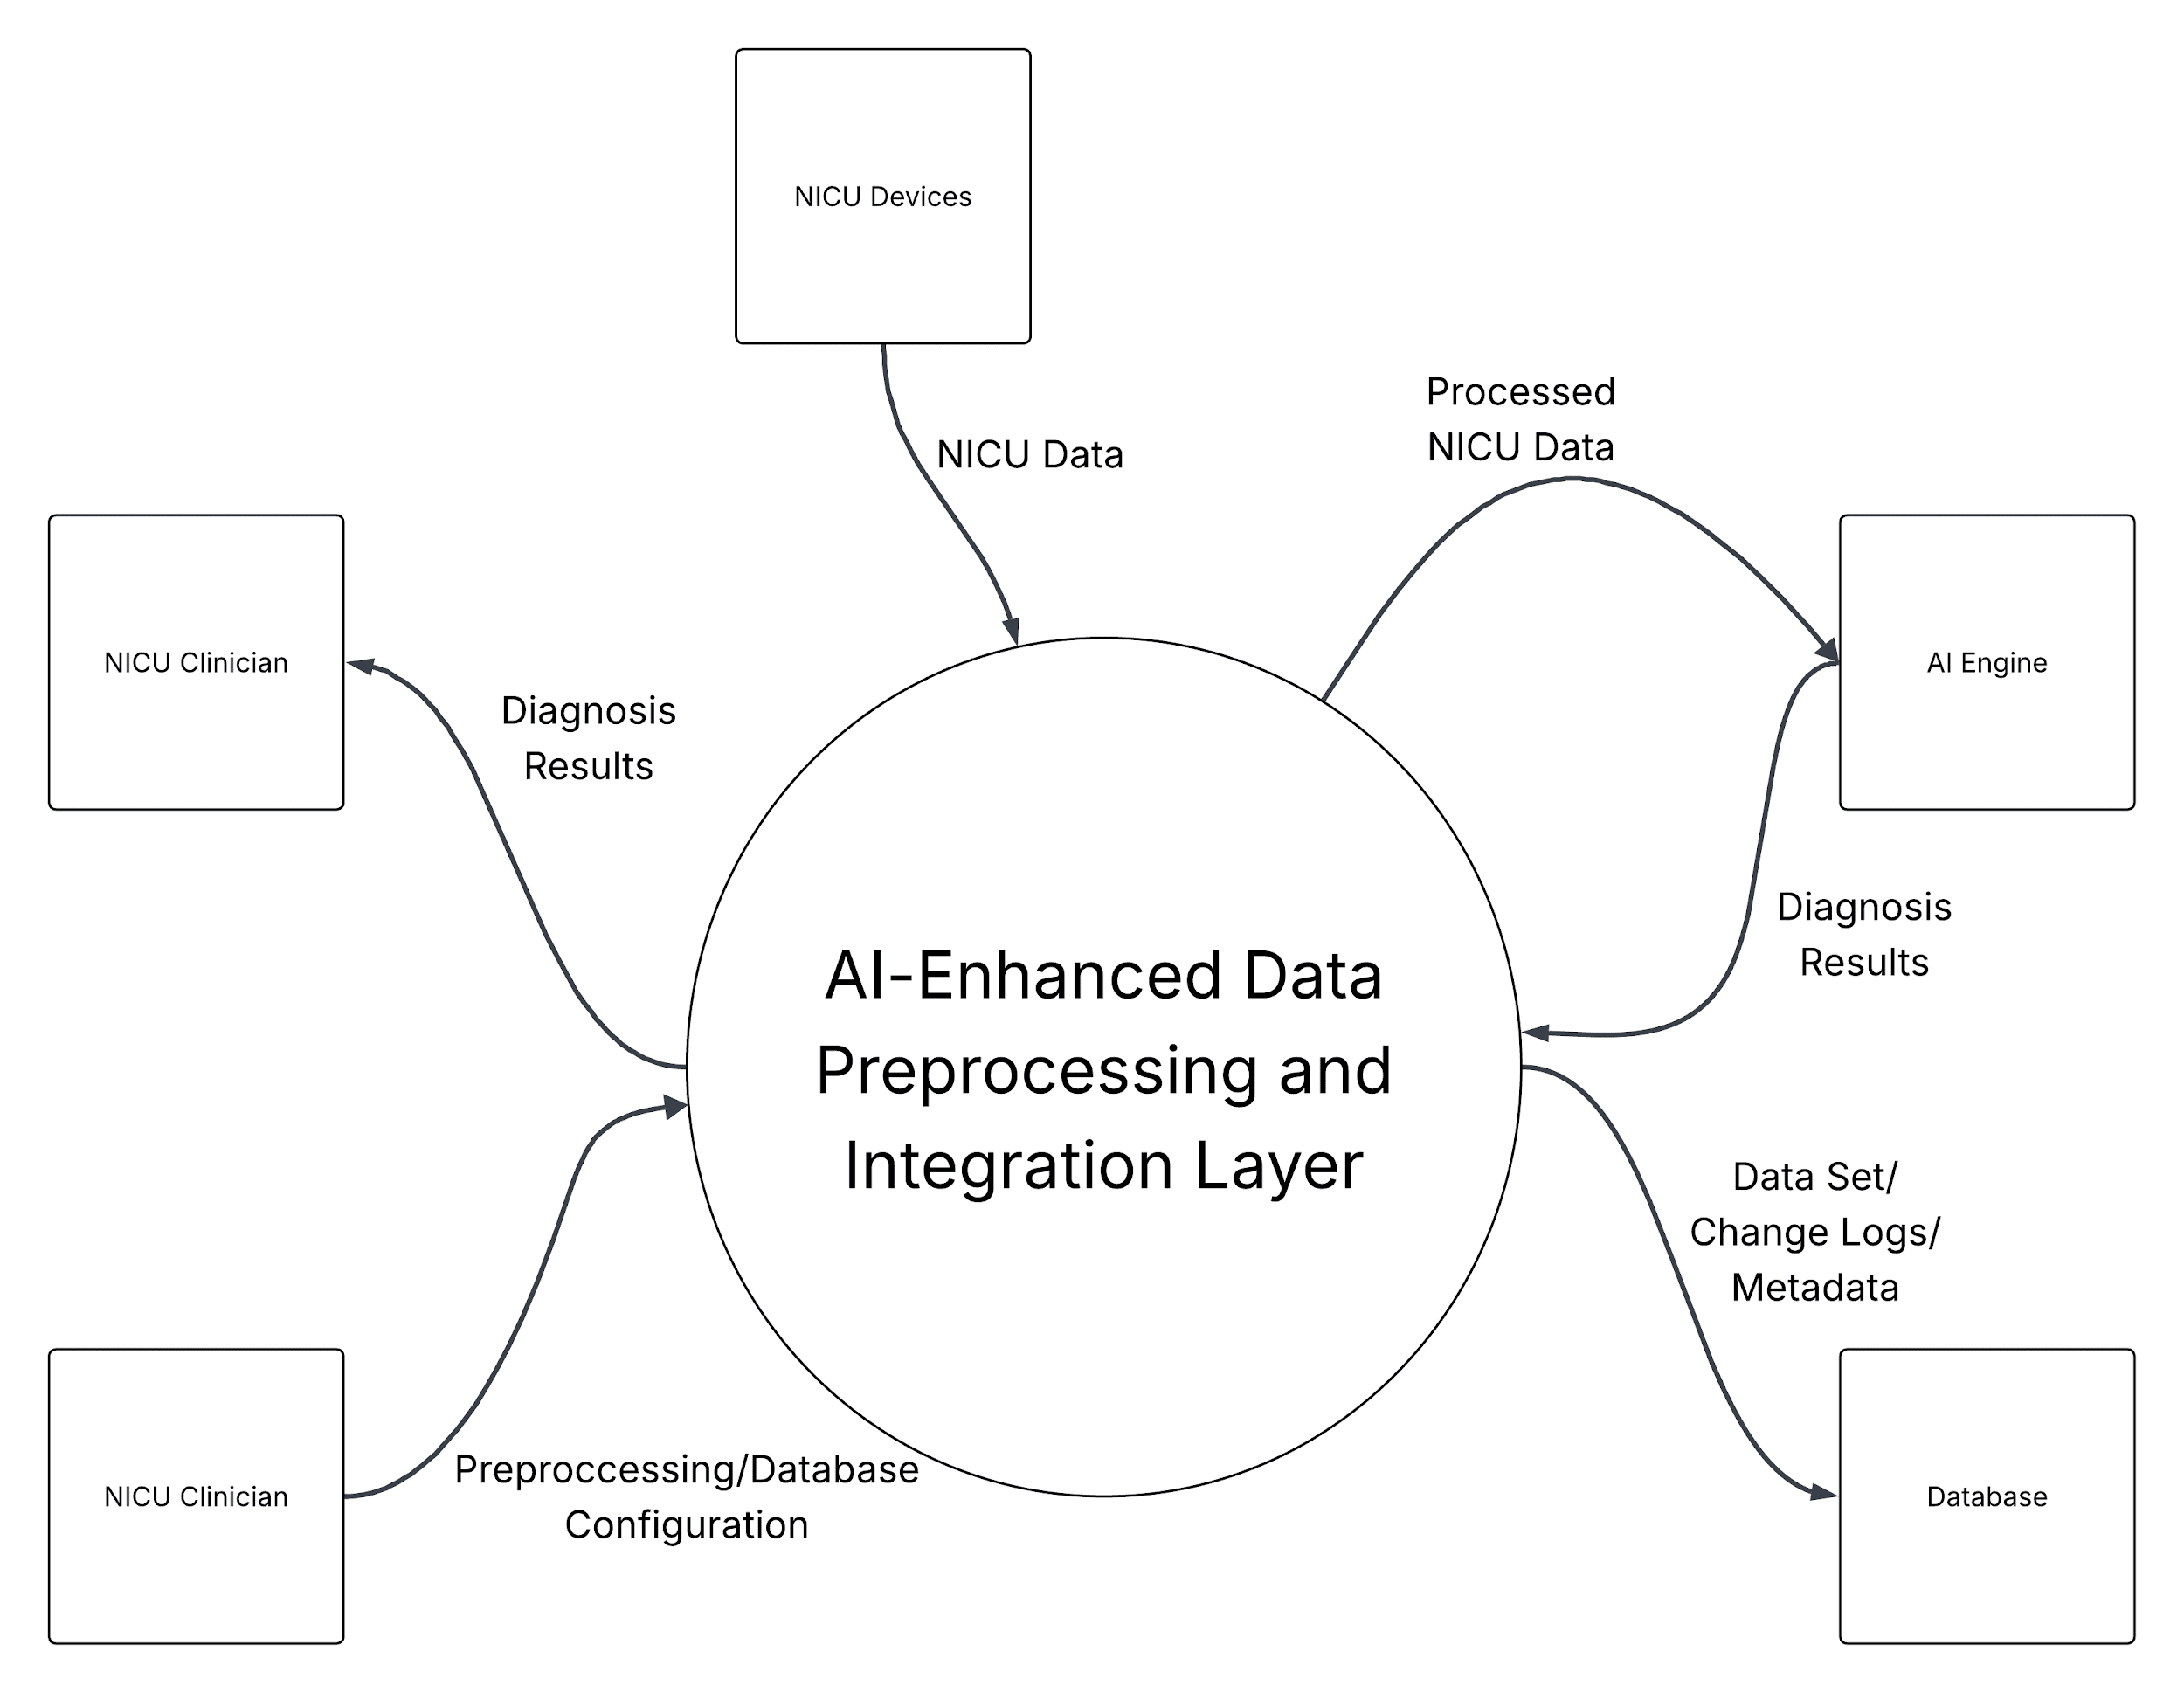 NICU Devices
NICU Data
Processed
NICU Data
NICU Clinician
Diagnosis
Results
AI Engine
Diagnosis
Results
AI-Enhanced Data
Preprocessing and
Integration Layer
Data Set/
Change Logs/
Metadata
NICU Clinician
Preproccessing/Database
Configuration
Database